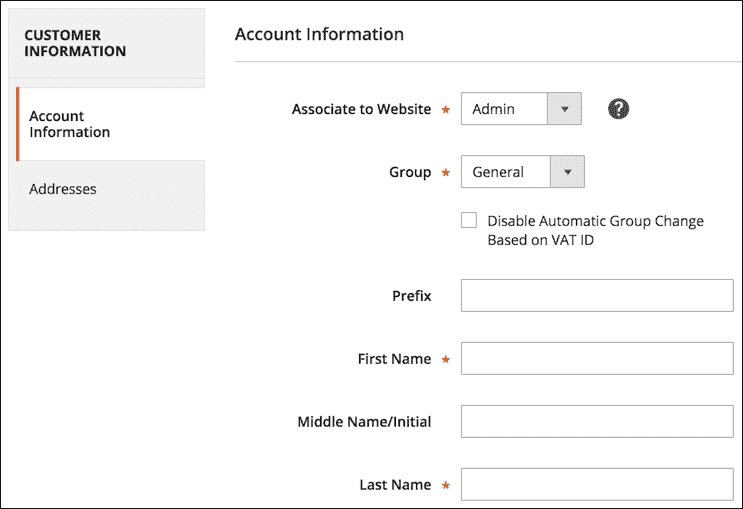 CUSTOMER
INFORMATION
Account
Information
Addresses
Account Information
Associate to Website * Admin ?
Group * General
Disable Automatic Group Change
Based on VAT ID
Prefix
First Name *
Middle Name/Initial
Last Name *